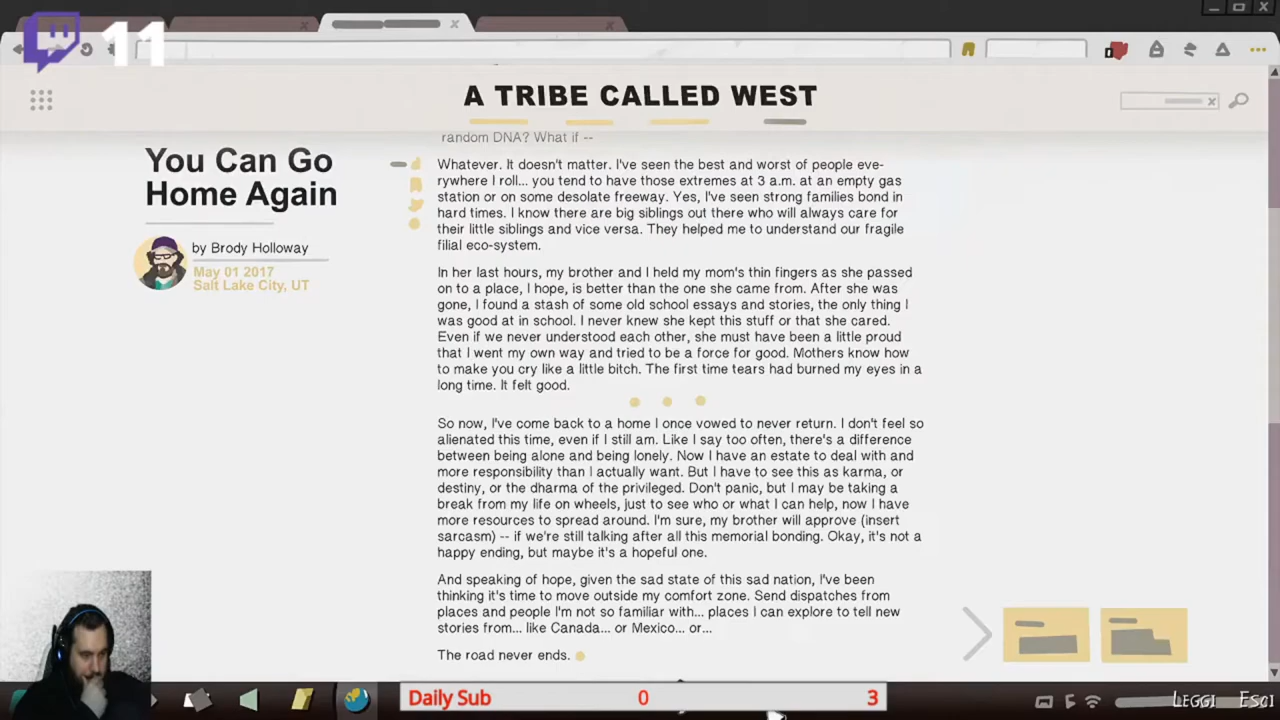 11
A TRIBE CALLED WEST
You Can Go
Home Again
by Brody Holloway
May 01 2017
Salt Lake City, UT
random DNA? What if --
Whatever. It doesn't matter. I've seen the best and worst of people eve-
rywhere I roll... you tend to have those extremes at 3 a.m. at an empty gas
station or on some desolate freeway. Yes, I've seen strong families bond in
hard times. I know there are big siblings out there who will always care for
their little siblings and vice versa. They helped me to understand our fragile
filial eco-system.
In her last hours, my brother and I held my mom's thin fingers as she passed
on to a place, I hope, is better than the one she came from. After she was
gone, I found a stash of some old school essays and stories, the only thing I
was good at in school. I never knew she kept this stuff or that she cared.
Even if we never understood each other, she must have been a little proud
that I went my own way and tried to be a force for good. Mothers know how
to make you cry like a little bitch. The first time tears had burned my eyes in a
long time. It felt good.
So now, I've come back to a home I once vowed to never return. I don't feel so
alienated this time, even if I still am. Like I say too often, there's a difference
between being alone and being lonely. Now I have an estate to deal with and
more responsibility than I actually want. But I have to see this as karma, or
destiny, or the dharma of the privileged. Don't panic, but I may be taking a
break from my life on wheels, just to see who or what I can help, now I have
more resources to spread around. I'm sure, my brother will approve (insert
sarcasm) -- if we're still talking after all this memorial bonding. Okay, it's not a
happy ending, but maybe it's a hopeful one.
And speaking of hope, given the sad state of this sad nation, I've been
thinking it's time to move outside my comfort zone. Send dispatches from
places and people I'm not so familiar with... places I can explore to tell new
stories from... like Canada... or Mexico... or...
The road never ends.
Daily Sub 0 3
Leggi Esci